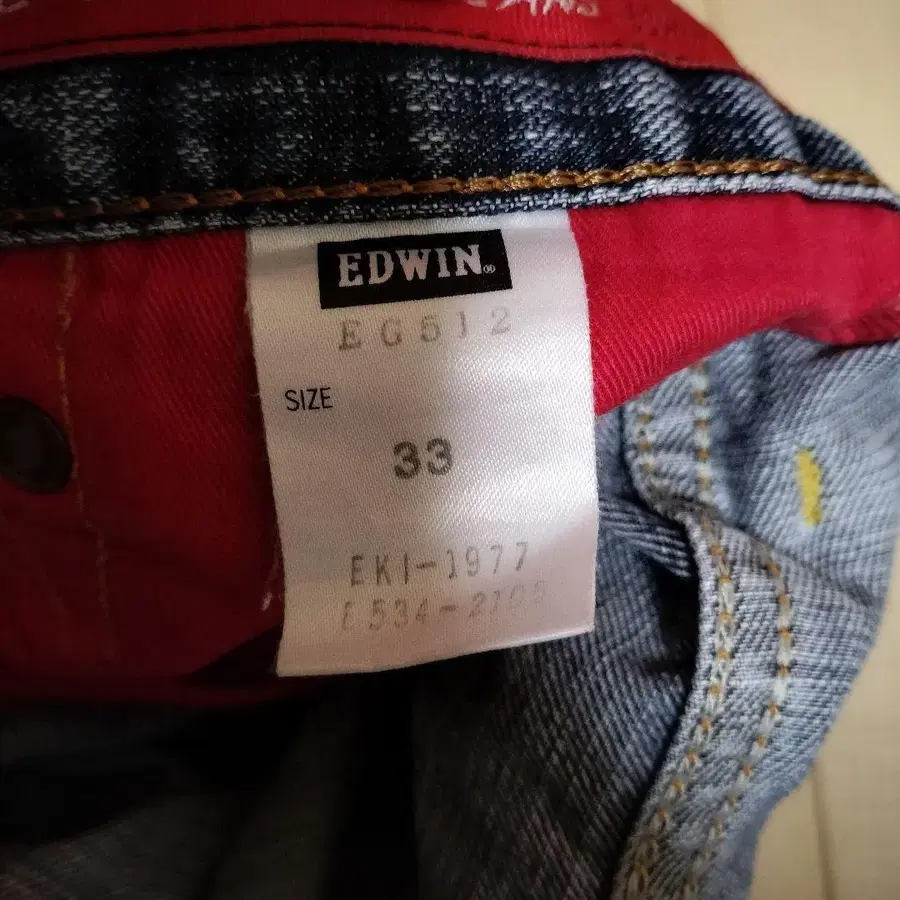 EDWIN®
EG512
SIZE
33
EKI-1977